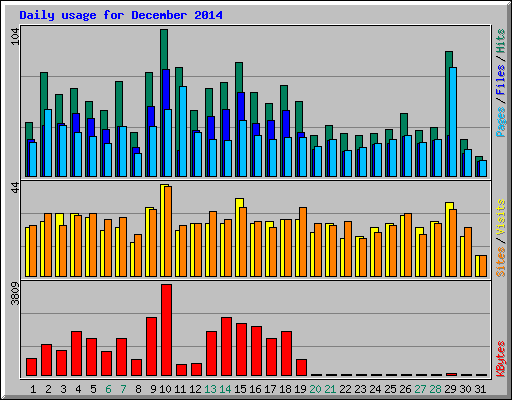 Daily usage for December 2014
104
Pages / Files / Hits
44
Sites / Visits
3809
KBytes
1 2 3 4 5 6 7 8 9 10 11 12 13 14 15 16 17 18 19 20 21 22 23 24 25 26 27 28 29 30 31